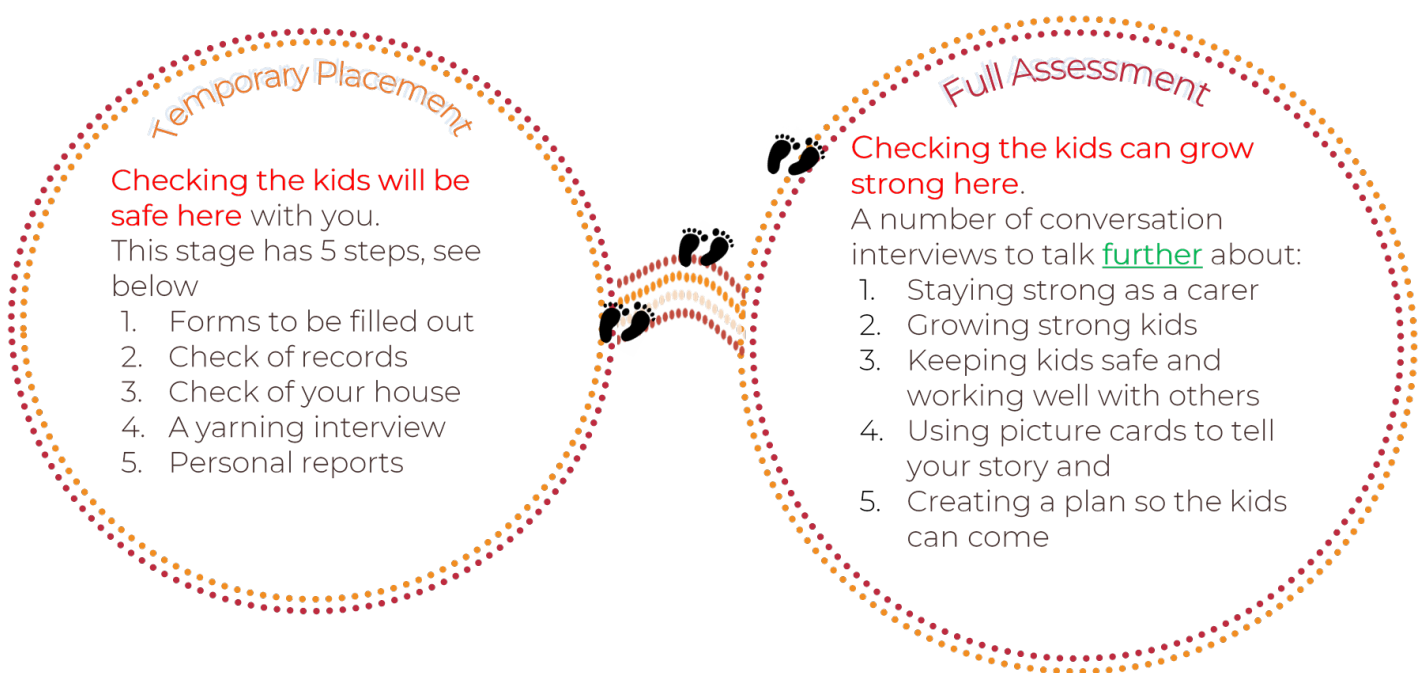 Temporary Placement
Checking the kids will be
safe here with you.
This stage has 5 steps, see
below
1. Forms to be filled out
2. Check of records
3. Check of your house
4. A yarning interview
5. Personal reports
Full Assessment
Checking the kids can grow
strong here.
A number of conversation
interviews to talk further about:
1. Staying strong as a carer
2. Growing strong kids
3. Keeping kids safe and
working well with others
4. Using picture cards to tell
your story and
5. Creating a plan so the kids
can come